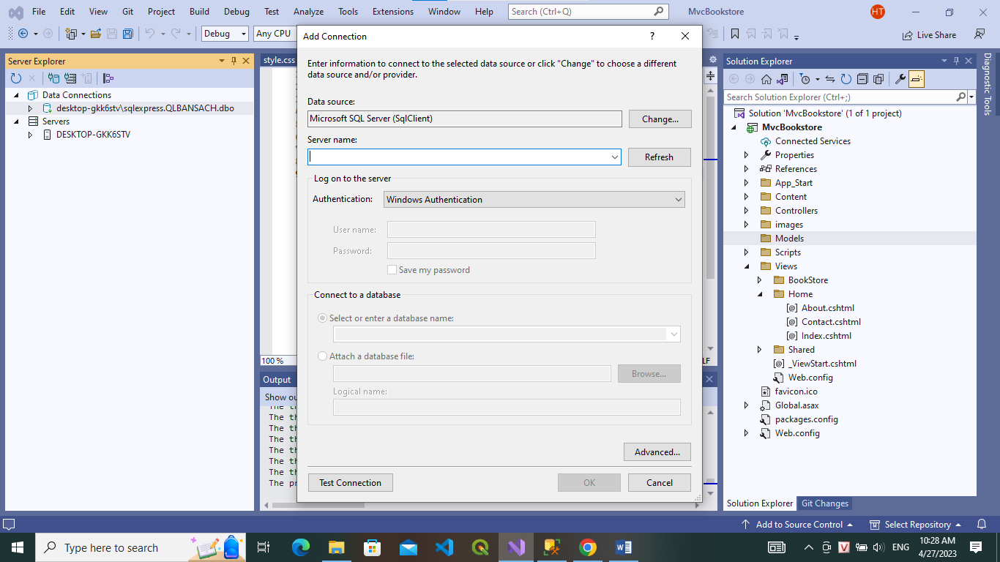 File Edit View Git Project Build Debug Test Analyze Tools Extensions Window Help Search (Ctrl+Q) MvcBookstore HT
Debug Any CPU Live Share
Server Explorer
Data Connections
desktop-gkk6stv\sqlexpress.QLBANSACH.dbo
Servers
DESKTOP-GKK6STV
style.css
100 %
LF
Output
Show ou
The th
The th
The th
The th
The th
The th
The pr
Add Connection
?
Enter information to connect to the selected data source or click "Change" to choose a different
data source and/or provider.
Data source:
Microsoft SQL Server (SqlClient) Change...
Server name:
Refresh
Log on to the server
Authentication: Windows Authentication
User name:
Password:
Save my password
Connect to a database
Select or enter a database name:
Attach a database file:
Browse...
Logical name:
Advanced...
Test Connection OK Cancel
Solution Explorer
Search Solution Explorer (Ctrl+;)
Solution 'MvcBookstore' (1 of 1 project)
MvcBookstore
Connected Services
Properties
References
App_Start
Content
Controllers
images
Models
Scripts
Views
BookStore
Home
About.cshtml
Contact.cshtml
Index.cshtml
Shared
_ViewStart.cshtml
Web.config
favicon.ico
Global.asax
packages.config
Web.config
Solution Explorer Git Changes
Diagnostic Tools
Add to Source Control Select Repository
Type here to search
ENG
10:28 AM
4/27/2023